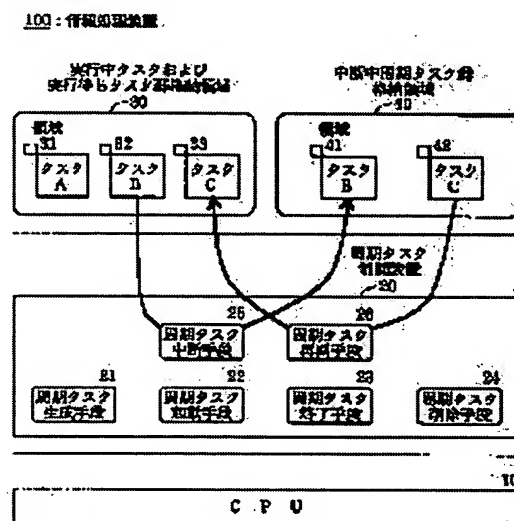 100：情報処理装置
実行中タスクおよび
実行待ちタスク群格納領域
30
中断中周期タスク群
格納領域
40
領域
31
32
33
タスク
A
タスク
B
タスク
C
領域
41
42
タスク
B
タスク
C
周期タスク
制御装置
20
25
26
周期タスク
中断手段
周期タスク
再開手段
21
22
23
24
周期タスク
生成手段
周期タスク
起動手段
周期タスク
終了手段
周期タスク
削除手段
10
CPU